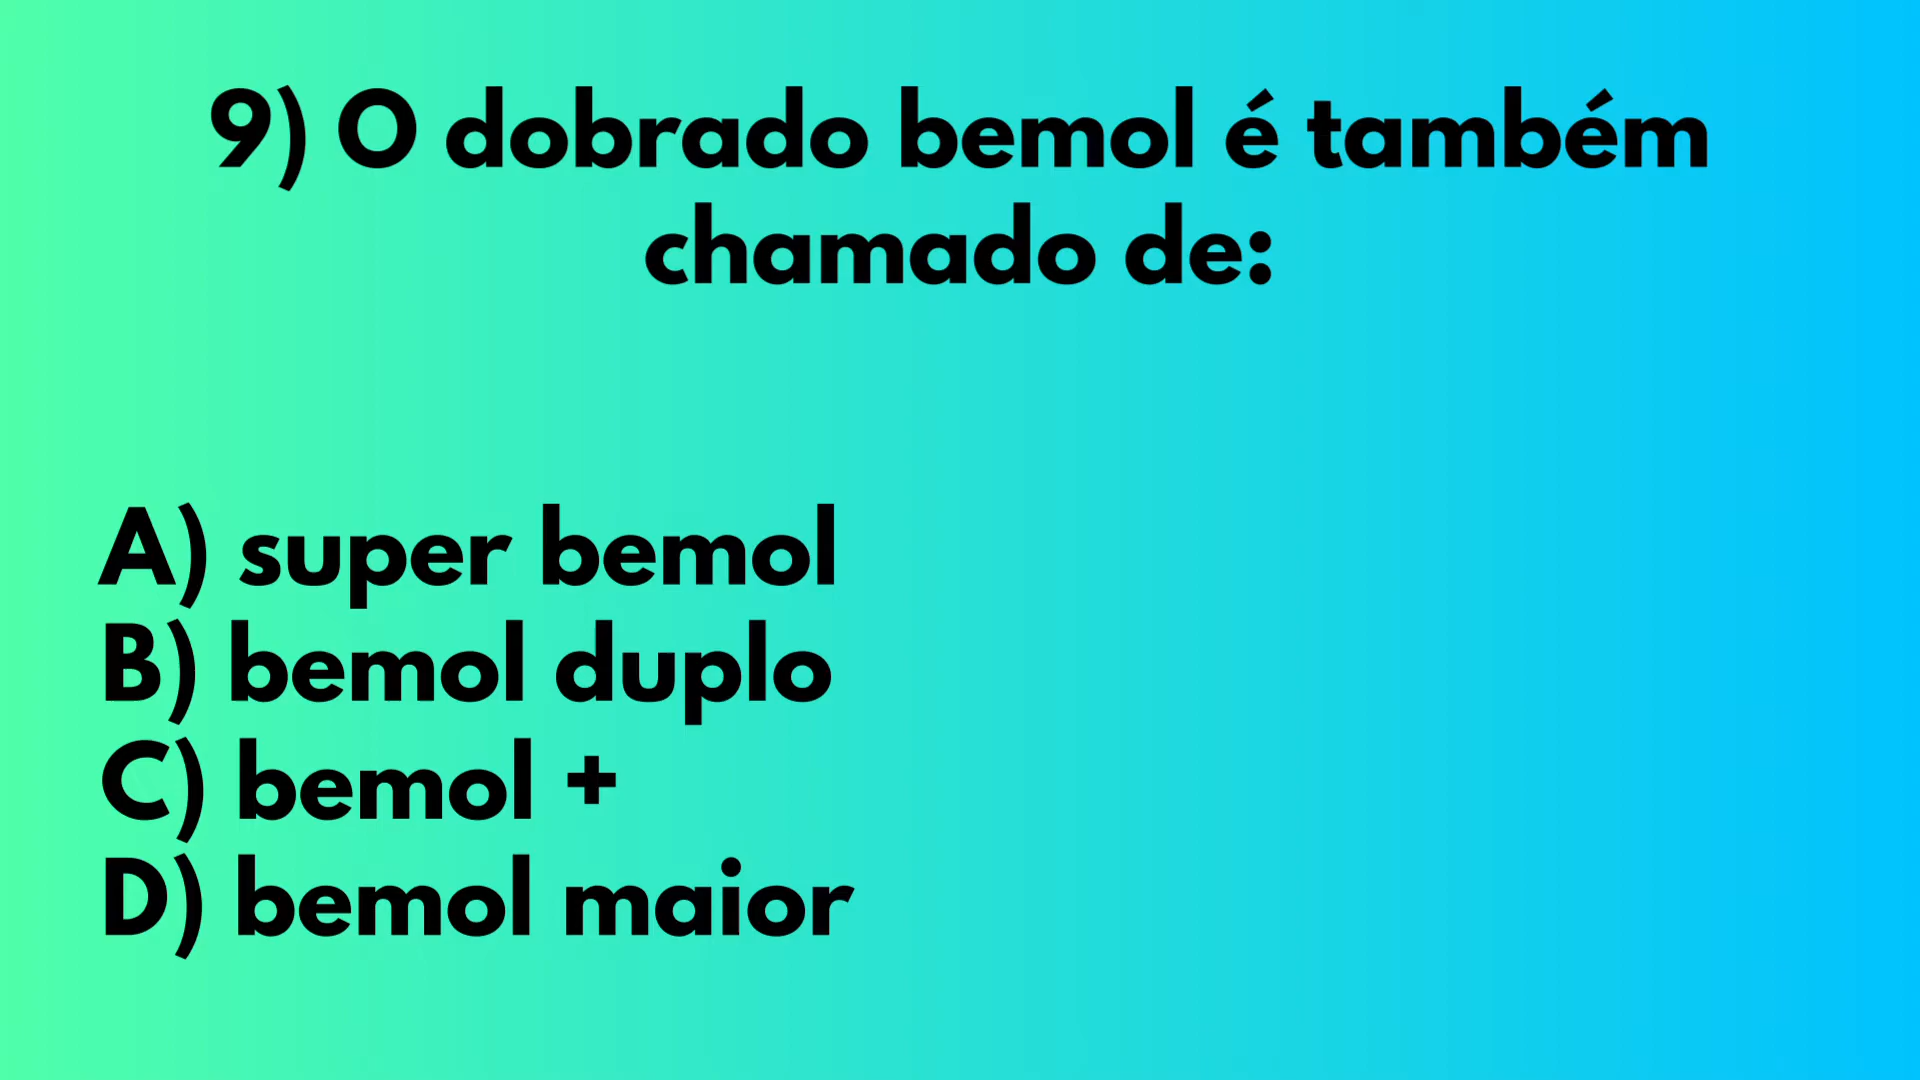 9) O dobrado bemol é também
chamado de:
A) super bemol
B) bemol duplo
C) bemol +
D) bemol maior